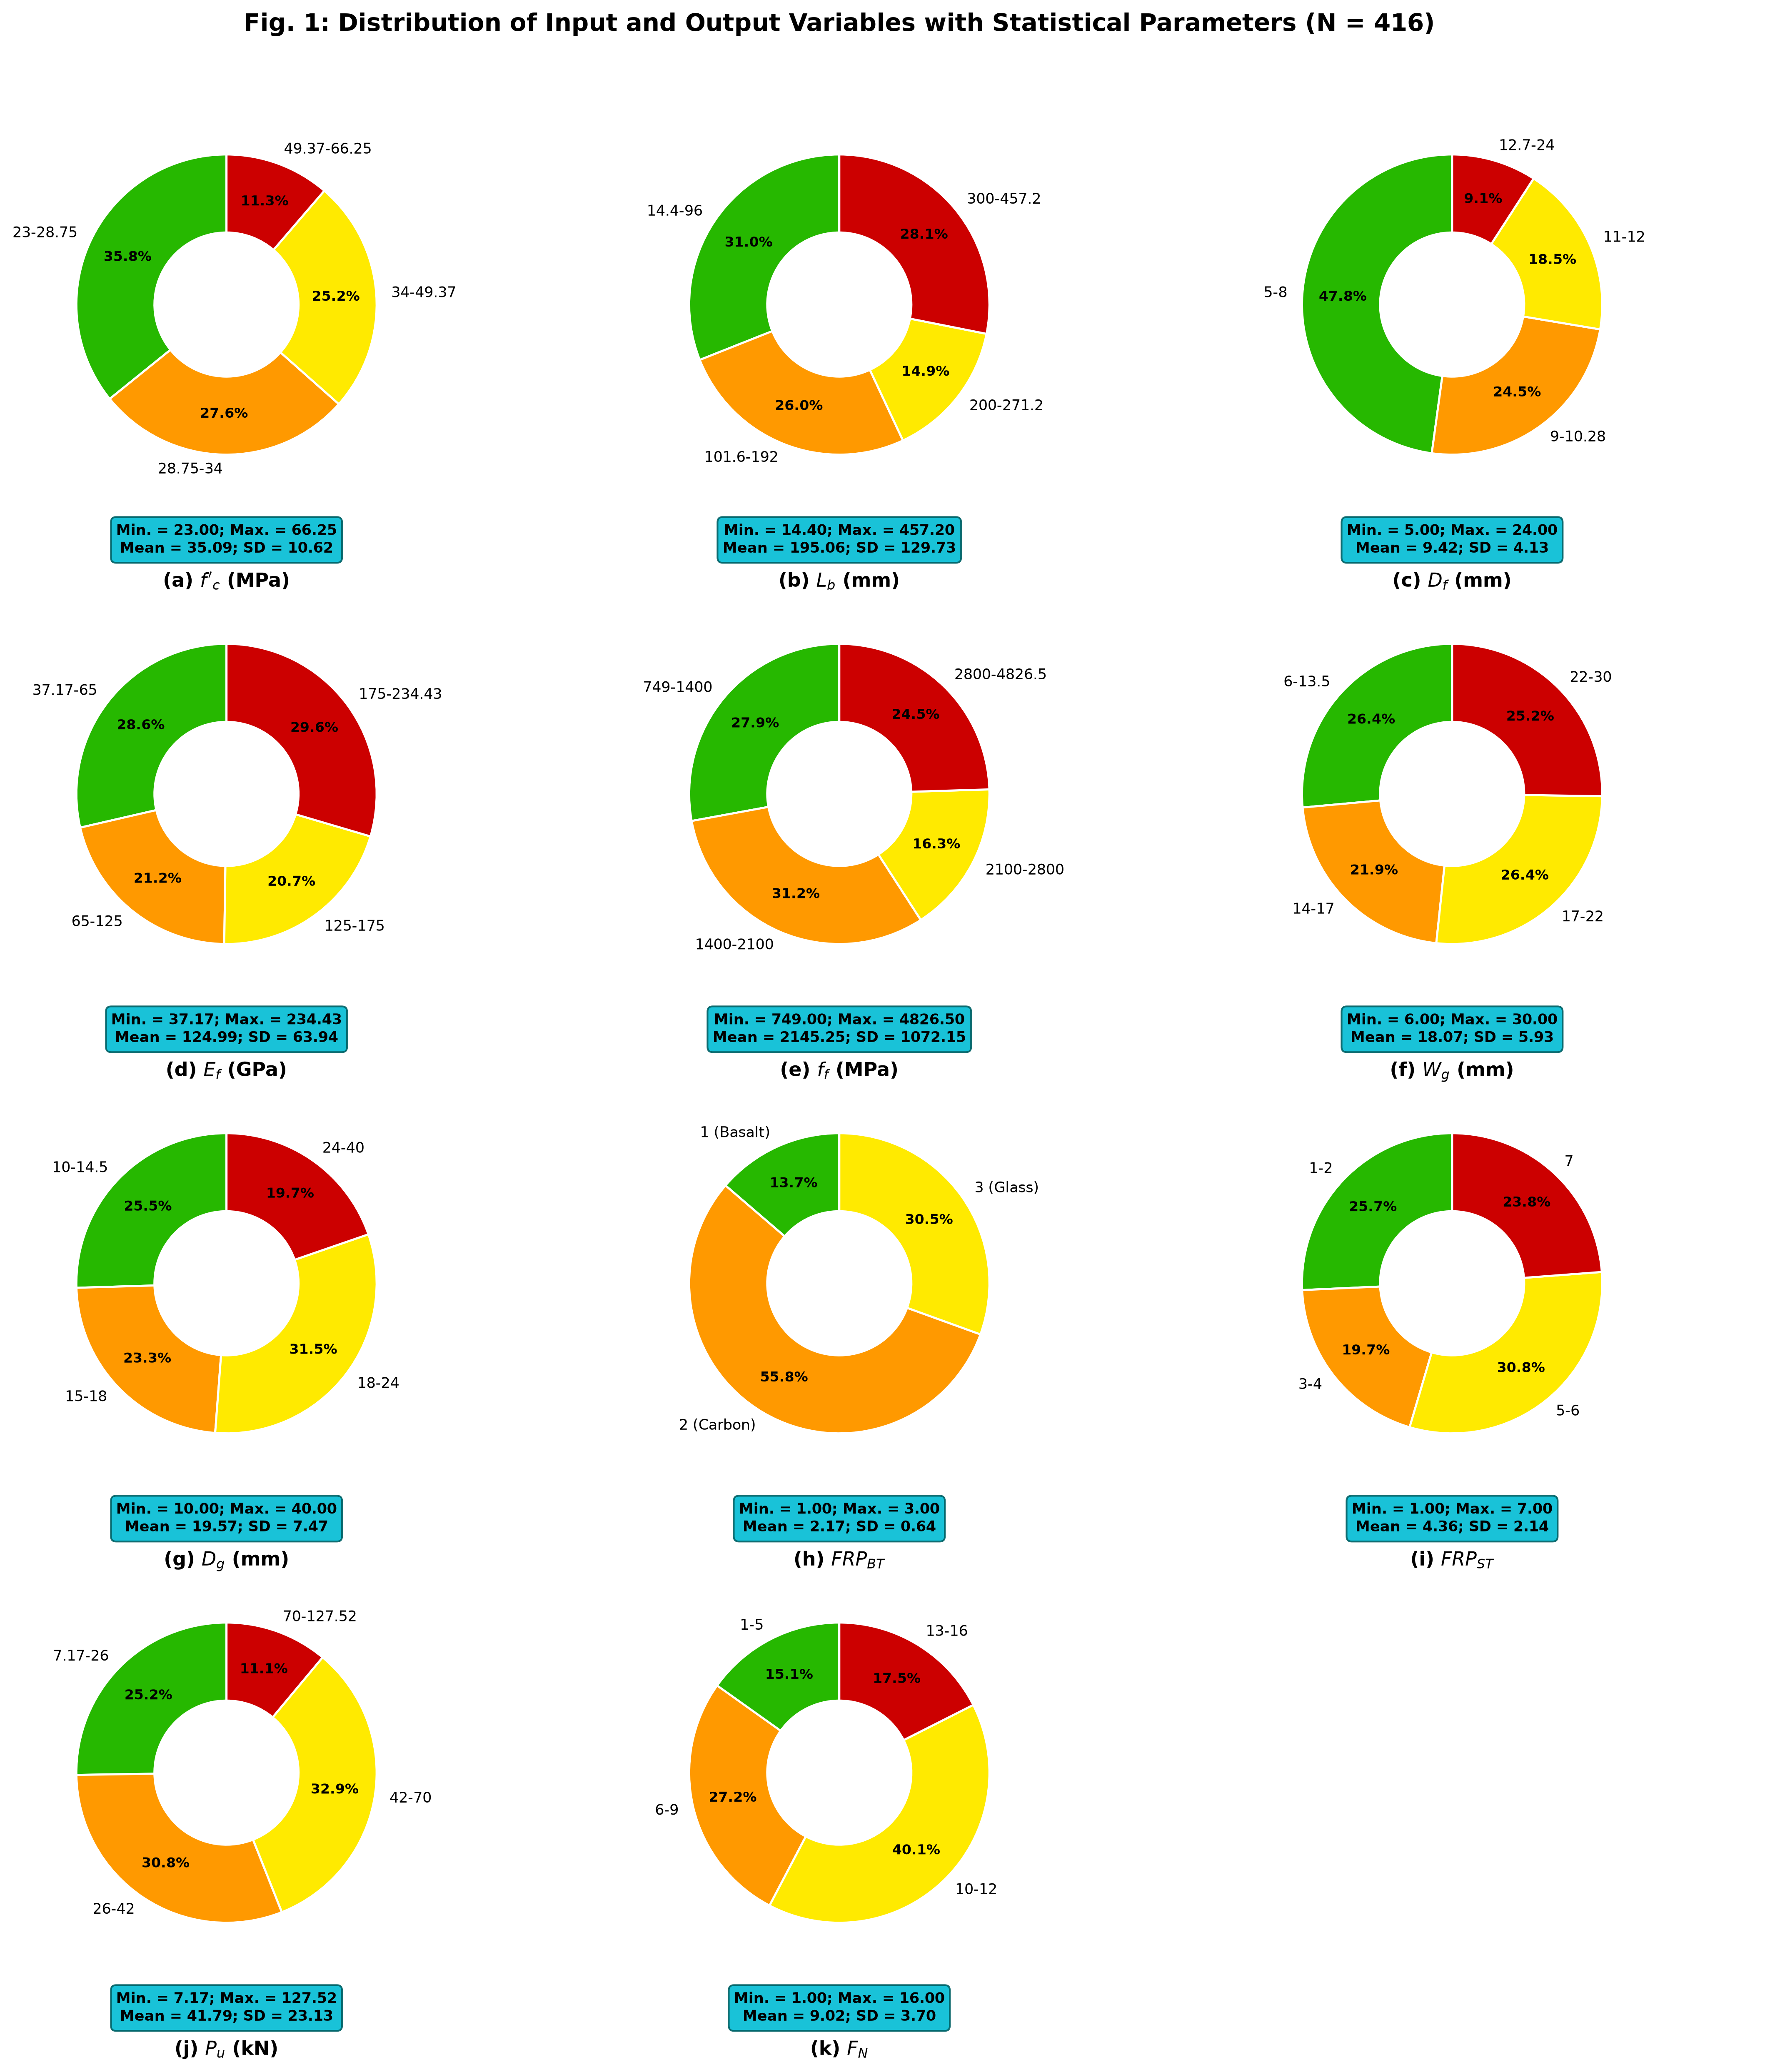 Fig. 1: Distribution of Input and Output Variables with Statistical Parameters (N = 416)
49.37-66.25
11.3%
23-28.75
35.8%
25.2%
34-49.37
27.6%
28.75-34
Min. = 23.00; Max. = 66.25
Mean = 35.09; SD = 10.62
(a) f'c (MPa)
300-457.2
14.4-96
28.1%
31.0%
14.9%
26.0%
200-271.2
101.6-192
Min. = 14.40; Max. = 457.20
Mean = 195.06; SD = 129.73
(b) Lb (mm)
12.7-24
9.1%
11-12
18.5%
5-8
47.8%
24.5%
9-10.28
Min. = 5.00; Max. = 24.00
Mean = 9.42; SD = 4.13
(c) Df (mm)
37.17-65
175-234.43
28.6%
29.6%
21.2%
20.7%
65-125
125-175
Min. = 37.17; Max. = 234.43
Mean = 124.99; SD = 63.94
(d) Ef (GPa)
2800-4826.5
749-1400
24.5%
27.9%
16.3%
2100-2800
31.2%
1400-2100
Min. = 749.00; Max. = 4826.50
Mean = 2145.25; SD = 1072.15
(e) ff (MPa)
22-30
6-13.5
25.2%
26.4%
21.9%
26.4%
14-17
17-22
Min. = 6.00; Max. = 30.00
Mean = 18.07; SD = 5.93
(f) Wg (mm)
24-40
10-14.5
19.7%
25.5%
31.5%
23.3%
18-24
15-18
Min. = 10.00; Max. = 40.00
Mean = 19.57; SD = 7.47
(g) Dg (mm)
1 (Basalt)
13.7%
3 (Glass)
30.5%
55.8%
2 (Carbon)
Min. = 1.00; Max. = 3.00
Mean = 2.17; SD = 0.64
(h) FRPBT
7
1-2
23.8%
25.7%
19.7%
30.8%
3-4
5-6
Min. = 1.00; Max. = 7.00
Mean = 4.36; SD = 2.14
(i) FRPST
70-127.52
7.17-26
11.1%
25.2%
32.9%
42-70
30.8%
26-42
Min. = 7.17; Max. = 127.52
Mean = 41.79; SD = 23.13
(j) Pu (kN)
1-5
13-16
15.1%
17.5%
27.2%
6-9
40.1%
10-12
Min. = 1.00; Max. = 16.00
Mean = 9.02; SD = 3.70
(k) FN